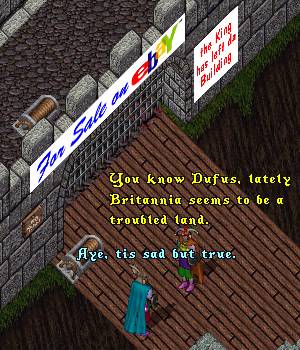 For Sale on ebay™
the King
has left da
Building
You know Dufus, lately
Britannia seems to be a
troubled land.
Aye, tis sad but true.